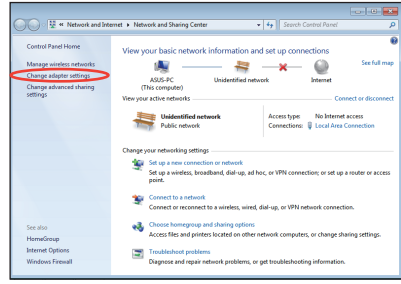 « Network and Internet ▸ Network and Sharing Center
Search Control Panel
Control Panel Home
Manage wireless networks
Change adapter settings
Change advanced sharing
settings
View your basic network information and set up connections
See full map
ASUS-PC
(This computer)
Unidentified network
Internet
View your active networks
Connect or disconnect
Unidentified network
Public network
Access type: No Internet access
Connections: Local Area Connection
Change your networking settings
Set up a new connection or network
Set up a wireless, broadband, dial-up, ad hoc, or VPN connection; or set up a router or access
point.
Connect to a network
Connect or reconnect to a wireless, wired, dial-up, or VPN network connection.
Choose homegroup and sharing options
Access files and printers located on other network computers, or change sharing settings.
Troubleshoot problems
Diagnose and repair network problems, or get troubleshooting information.
See also
HomeGroup
Internet Options
Windows Firewall